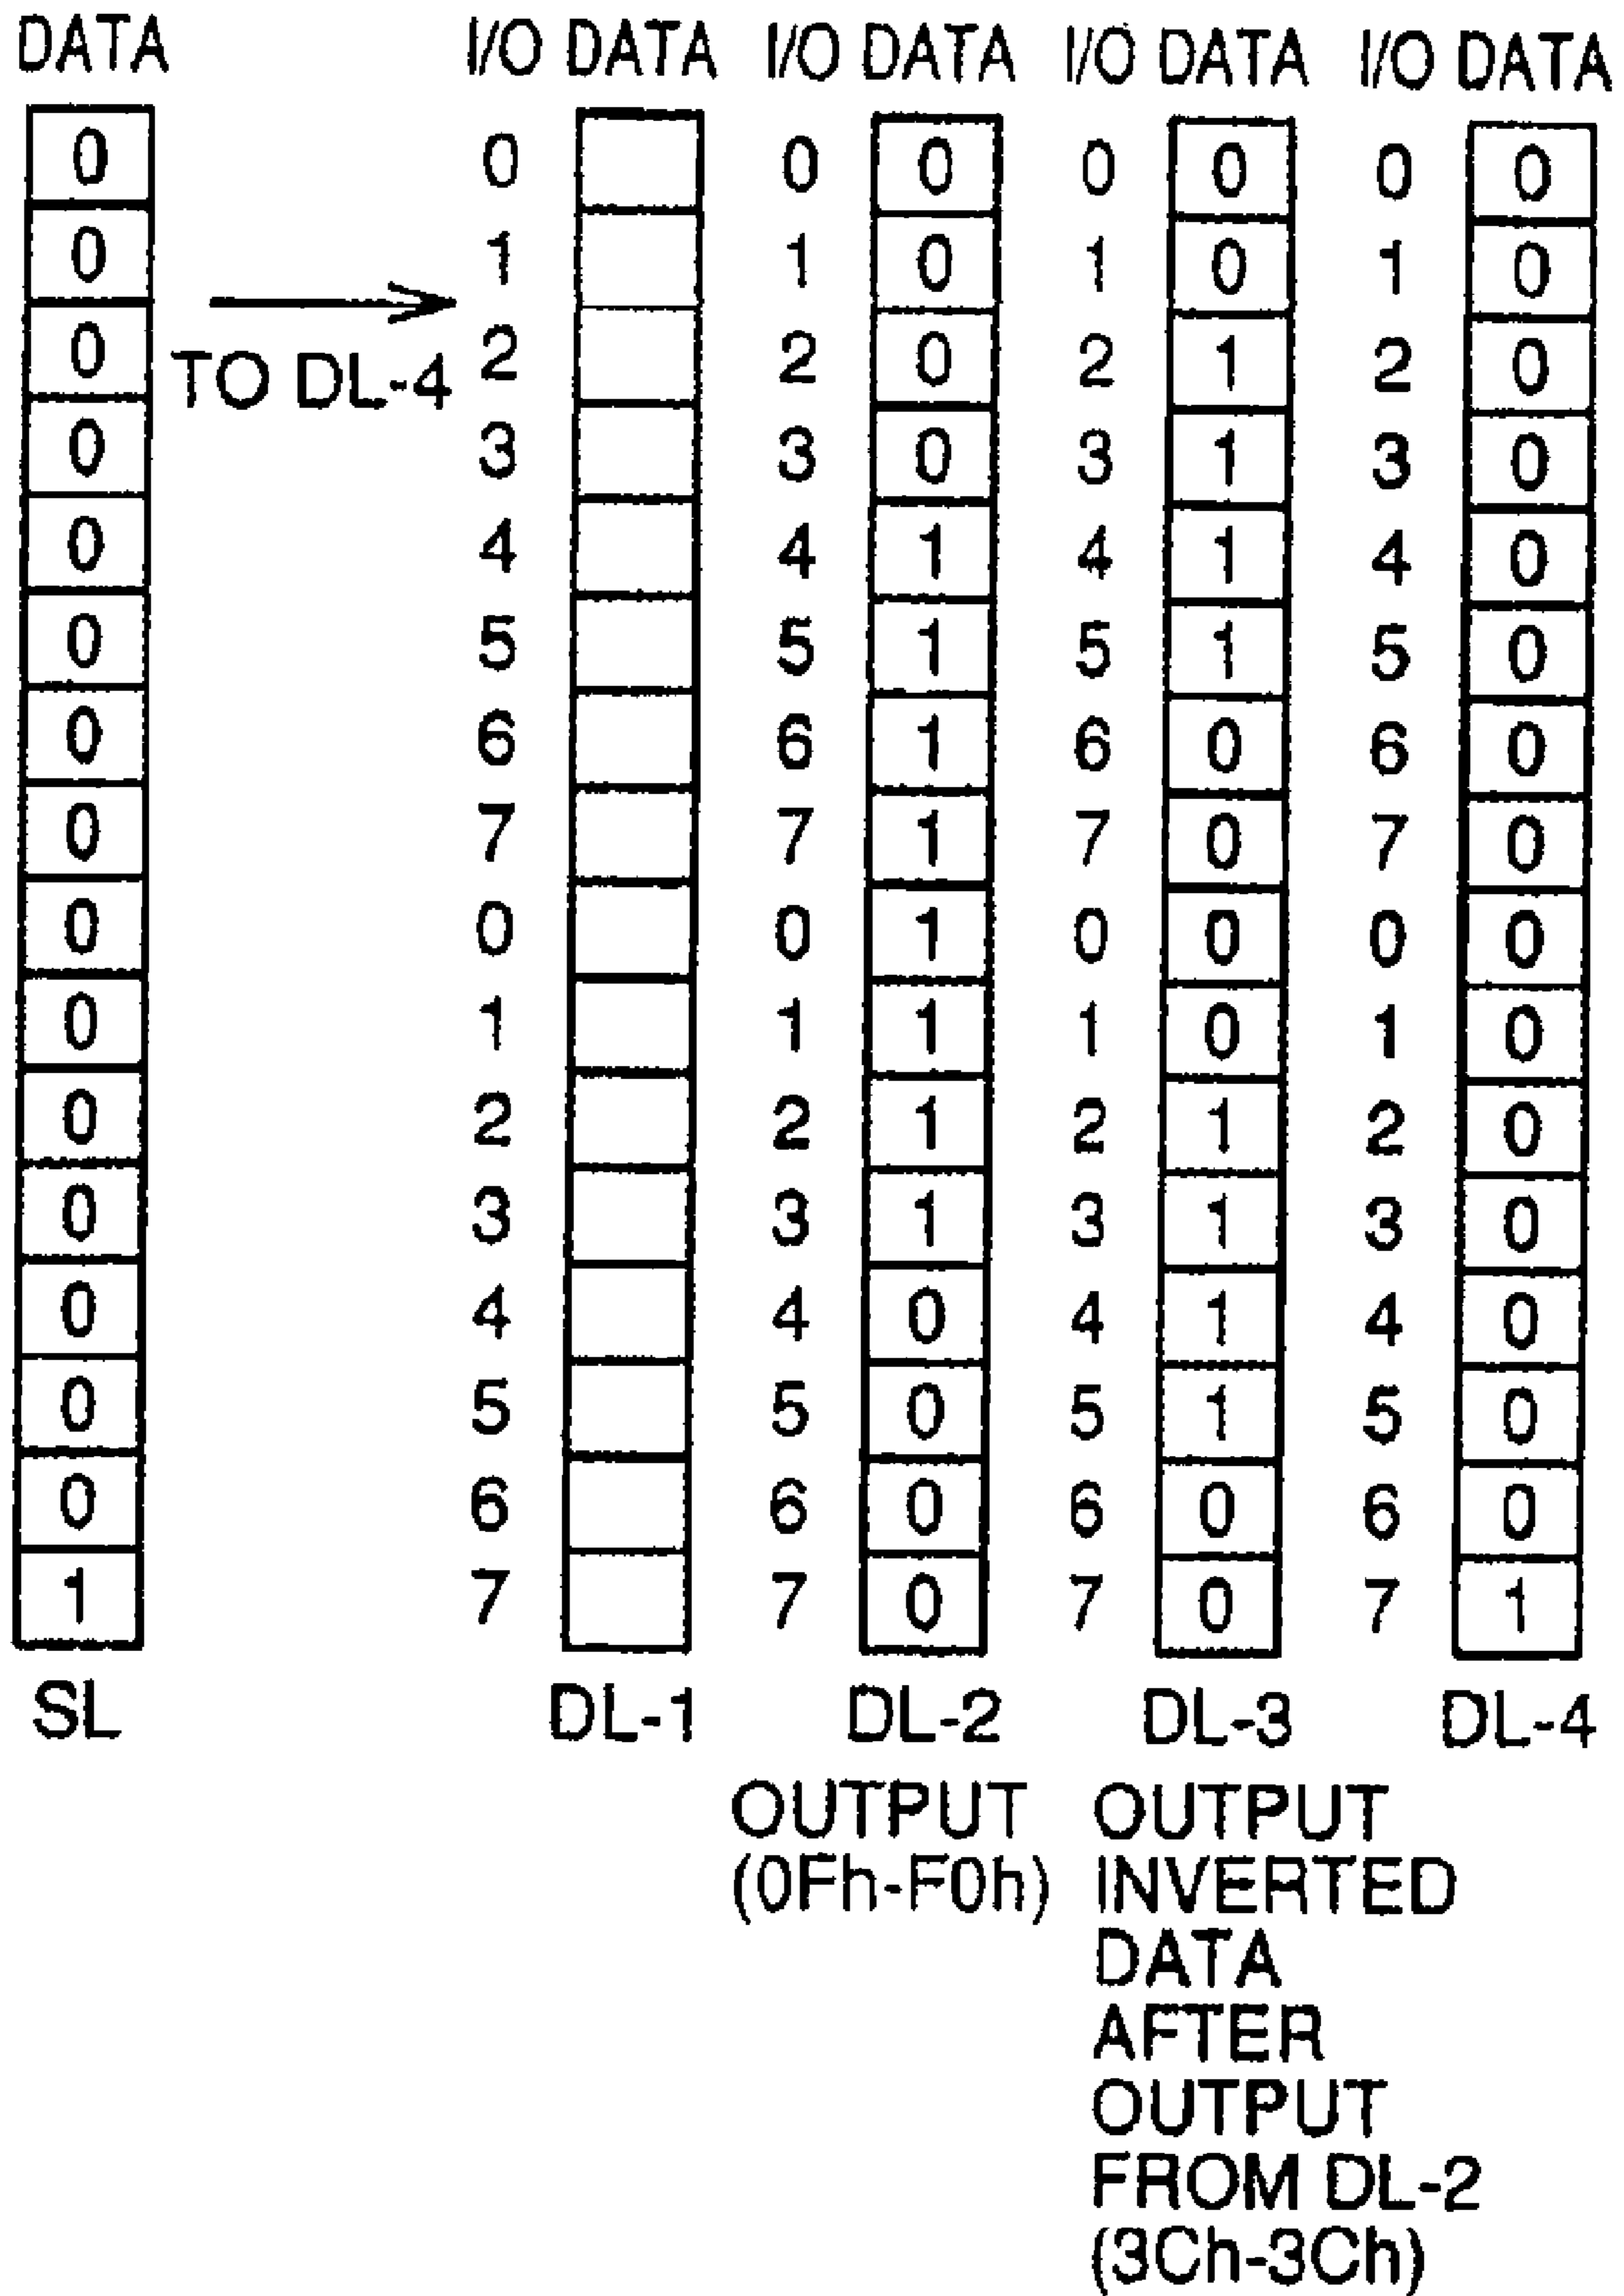 DATA I/O DATA I/O DATA I/O DATA I/O DATA
0 0 0 0 0 0 0 0
0 1 1 0 1 0 1 0
0 2 2 0 2 1 2 0
TO DL-4
0 3 3 0 3 1 3 0
0 4 4 1 4 1 4 0
0 5 5 1 5 1 5 0
0 6 6 1 6 0 6 0
0 7 7 1 7 0 7 0
0 0 0 1 0 0 0 0
0 1 1 1 1 0 1 0
0 2 2 1 2 1 2 0
0 3 3 1 3 1 3 0
0 4 4 0 4 1 4 0
0 5 5 0 5 1 5 0
0 6 6 0 6 0 6 0
1 7 7 0 7 0 7 1
SL DL-1 DL-2 DL-3 DL-4
OUTPUT
(0Fh-F0h)
OUTPUT
INVERTED
DATA
AFTER
OUTPUT
FROM DL-2
(3Ch-3Ch)